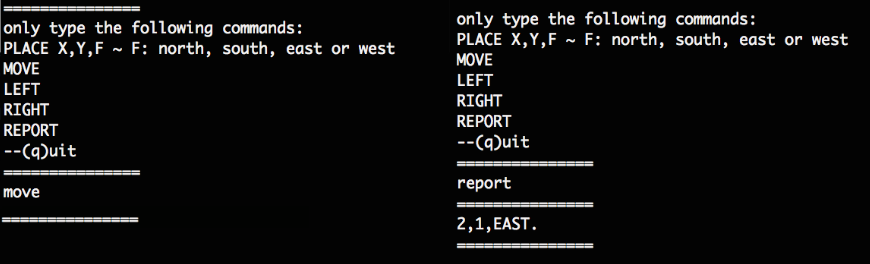 ===============
only type the following commands:
PLACE X,Y,F ~ F: north, south, east or west
MOVE
LEFT
RIGHT
REPORT
--(q)uit
===============
move
===============
only type the following commands:
PLACE X,Y,F ~ F: north, south, east or west
MOVE
LEFT
RIGHT
REPORT
--(q)uit
===============
report
===============
2,1,EAST.
===============